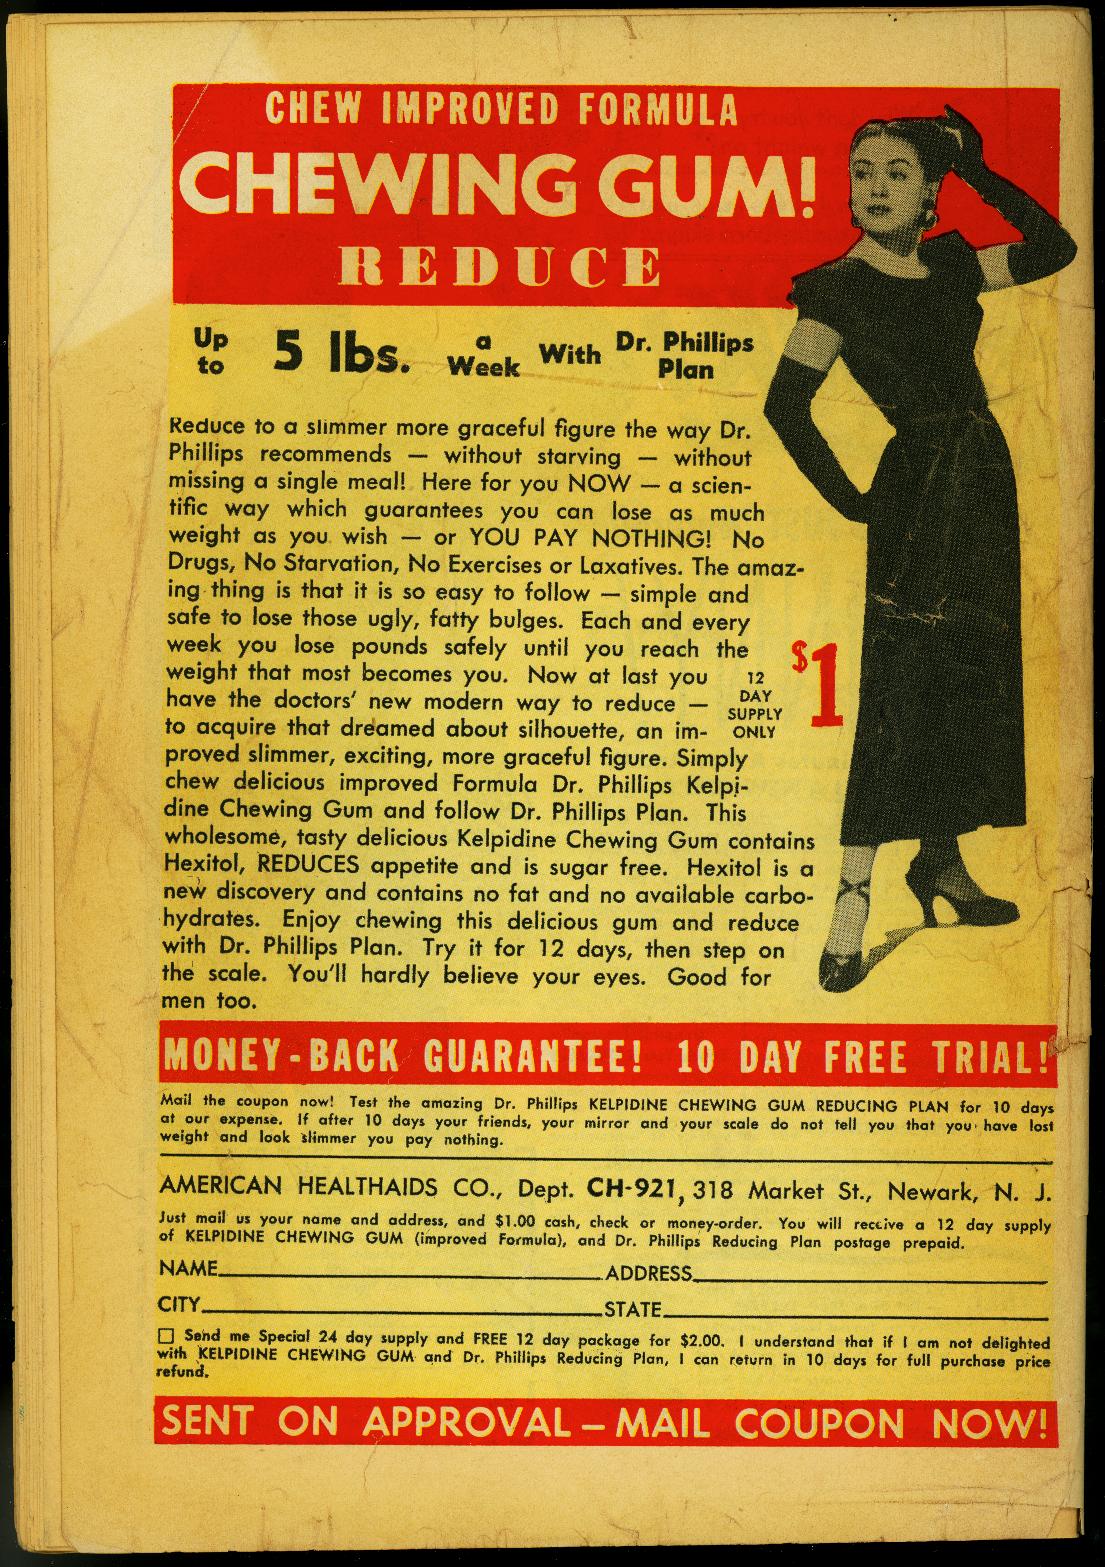 CHEW IMPROVED FORMULA
CHEWING GUM!
REDUCE
Up to 5 lbs. a Week With Dr. Phillips Plan
Reduce to a slimmer more graceful figure the way Dr.
Phillips recommends — without starving — without
missing a single meal! Here for you NOW — a scien-
tific way which guarantees you can lose as much
weight as you wish — or YOU PAY NOTHING! No
Drugs, No Starvation, No Exercises or Laxatives. The amaz-
ing thing is that it is so easy to follow — simple and
safe to lose those ugly, fatty bulges. Each and every
week you lose pounds safely until you reach the
weight that most becomes you. Now at last you
have the doctors' new modern way to reduce —
to acquire that dreamed about silhouette, an im-
proved slimmer, exciting, more graceful figure. Simply
chew delicious improved Formula Dr. Phillips Kelpi-
dine Chewing Gum and follow Dr. Phillips Plan. This
wholesome, tasty delicious Kelpidine Chewing Gum contains
Hexitol, REDUCES appetite and is sugar free. Hexitol is a
new discovery and contains no fat and no available carbo-
hydrates. Enjoy chewing this delicious gum and reduce
with Dr. Phillips Plan. Try it for 12 days, then step on
the scale. You'll hardly believe your eyes. Good for
men too.
12
DAY
SUPPLY
ONLY
$1
MONEY-BACK GUARANTEE! 10 DAY FREE TRIAL!
Mail the coupon now! Test the amazing Dr. Phillips KELPIDINE CHEWING GUM REDUCING PLAN for 10 days
at our expense. If after 10 days your friends, your mirror and your scale do not tell you that you have lost
weight and look slimmer you pay nothing.
AMERICAN HEALTHAIDS CO., Dept. CH-921, 318 Market St., Newark, N. J.
Just mail us your name and address, and $1.00 cash, check or money-order. You will receive a 12 day supply
of KELPIDINE CHEWING GUM (improved Formula), and Dr. Phillips Reducing Plan postage prepaid.
NAME ADDRESS
CITY STATE
☐ Send me Special 24 day supply and FREE 12 day package for $2.00. I understand that if I am not delighted
with KELPIDINE CHEWING GUM and Dr. Phillips Reducing Plan, I can return in 10 days for full purchase price
refund.
SENT ON APPROVAL — MAIL COUPON NOW!